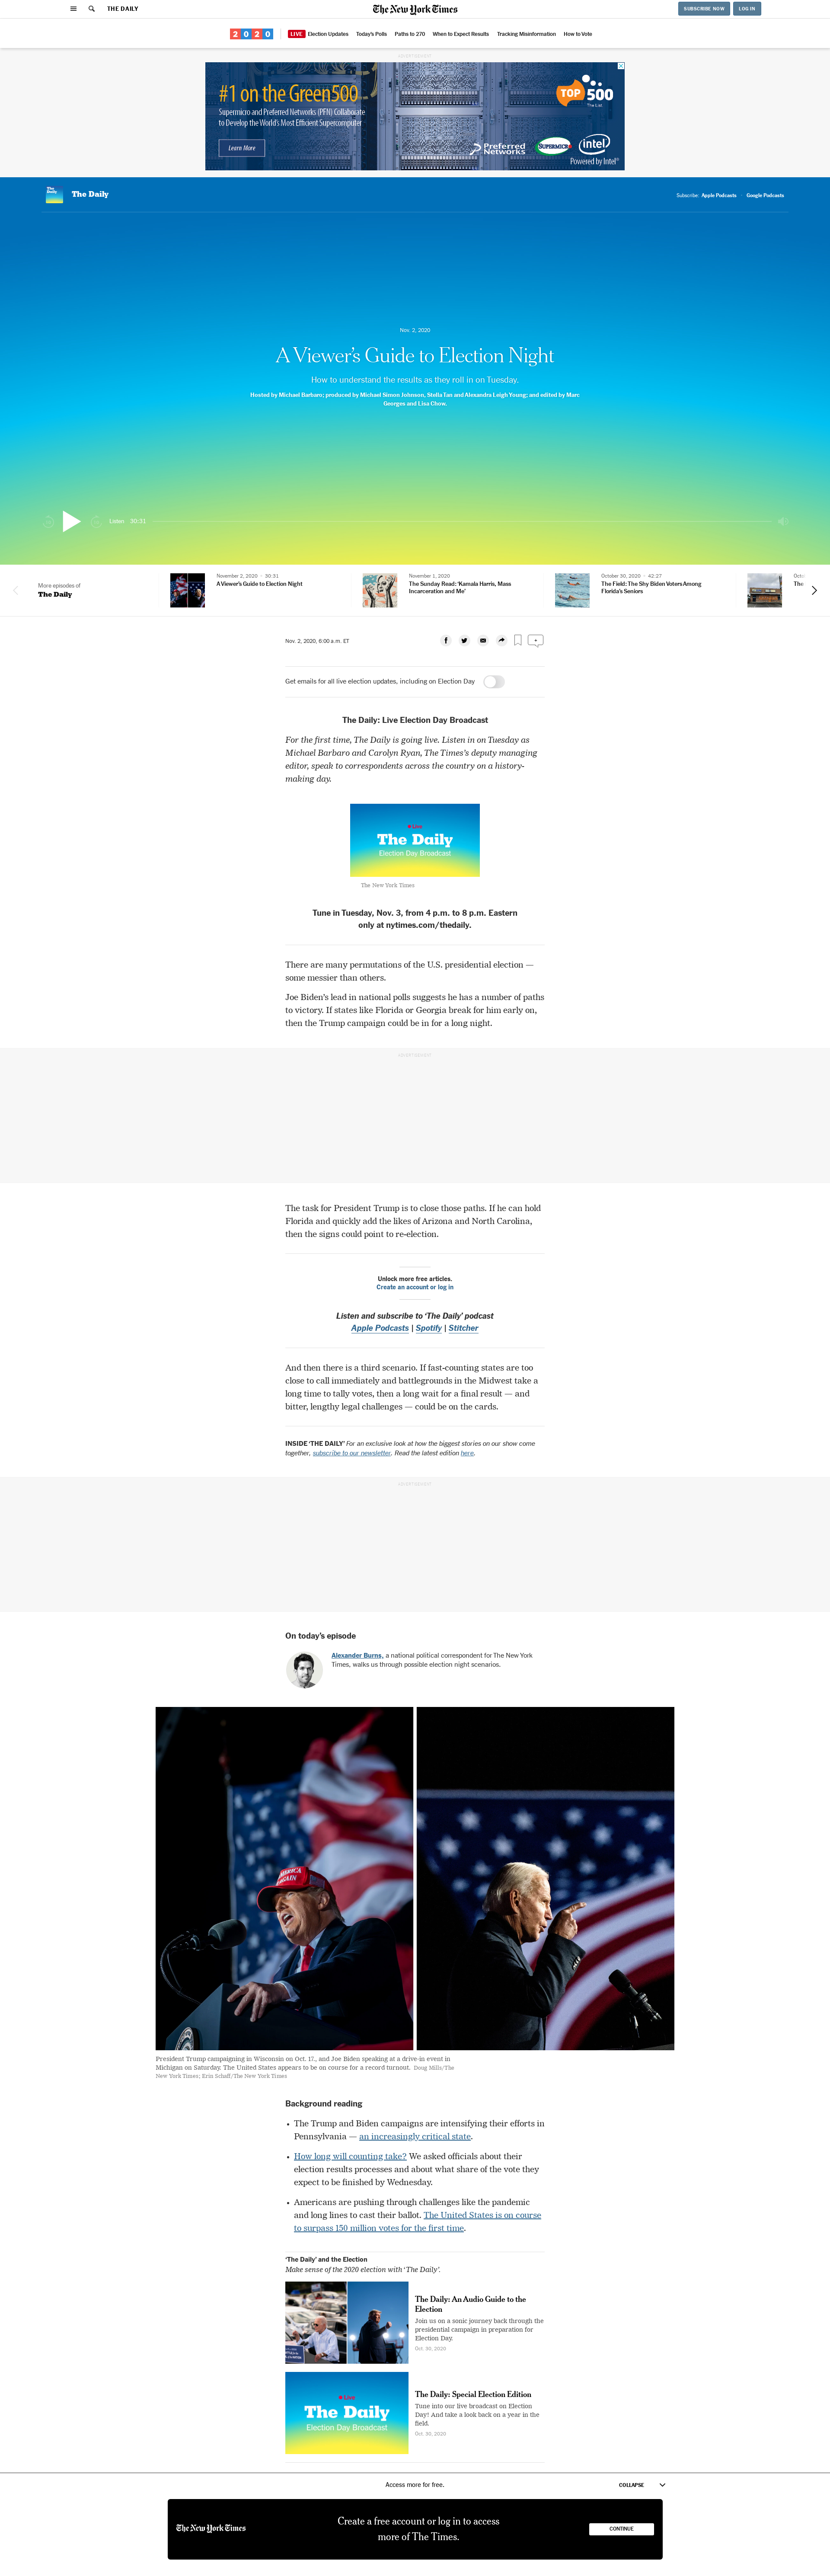 THE DAILY
The New York Times
SUBSCRIBE NOW
LOG IN
2020
LIVE Election Updates
Today's Polls
Paths to 270
When to Expect Results
Tracking Misinformation
How to Vote
ADVERTISEMENT
#1 on the Green500
Supermicro and Preferred Networks (PFN) Collaborate
to Develop the World's Most Efficient Supercomputer
Learn More
TOP 500
The List.
Preferred
Networks
SUPERMICR
intel
Powered by Intel®
The Daily
The Daily
Subscribe:
Apple Podcasts
Google Podcasts
Nov. 2, 2020
A Viewer's Guide to Election Night
How to understand the results as they roll in on Tuesday.
Hosted by Michael Barbaro; produced by Michael Simon Johnson, Stella Tan and Alexandra Leigh Young; and edited by Marc
Georges and Lisa Chow.
Listen 30:31
More episodes of
The Daily
November 2, 2020 · 30:31
A Viewer's Guide to Election Night
November 1, 2020
The Sunday Read: 'Kamala Harris, Mass
Incarceration and Me'
October 30, 2020 · 42:27
The Field: The Shy Biden Voters Among
Florida's Seniors
Octo
The
Nov. 2, 2020, 6:00 a.m. ET
Get emails for all live election updates, including on Election Day
The Daily: Live Election Day Broadcast
For the first time, The Daily is going live. Listen in on Tuesday as
Michael Barbaro and Carolyn Ryan, The Times's deputy managing
editor, speak to correspondents across the country on a history-
making day.
Live
The Daily
Election Day Broadcast
The New York Times
Tune in Tuesday, Nov. 3, from 4 p.m. to 8 p.m. Eastern
only at nytimes.com/thedaily.
There are many permutations of the U.S. presidential election —
some messier than others.
Joe Biden's lead in national polls suggests he has a number of paths
to victory. If states like Florida or Georgia break for him early on,
then the Trump campaign could be in for a long night.
ADVERTISEMENT
The task for President Trump is to close those paths. If he can hold
Florida and quickly add the likes of Arizona and North Carolina,
then the signs could point to re-election.
Unlock more free articles.
Create an account or log in
Listen and subscribe to 'The Daily' podcast
Apple Podcasts | Spotify | Stitcher
And then there is a third scenario. If fast-counting states are too
close to call immediately and battlegrounds in the Midwest take a
long time to tally votes, then a long wait for a final result — and
bitter, lengthy legal challenges — could be on the cards.
INSIDE 'THE DAILY' For an exclusive look at how the biggest stories on our show come
together, subscribe to our newsletter. Read the latest edition here.
ADVERTISEMENT
On today's episode
Alexander Burns, a national political correspondent for The New York
Times, walks us through possible election night scenarios.
President Trump campaigning in Wisconsin on Oct. 17., and Joe Biden speaking at a drive-in event in
Michigan on Saturday. The United States appears to be on course for a record turnout. Doug Mills/The
New York Times; Erin Schaff/The New York Times
Background reading
• The Trump and Biden campaigns are intensifying their efforts in
Pennsylvania — an increasingly critical state.
• How long will counting take? We asked officials about their
election results processes and about what share of the vote they
expect to be finished by Wednesday.
• Americans are pushing through challenges like the pandemic
and long lines to cast their ballot. The United States is on course
to surpass 150 million votes for the first time.
'The Daily' and the Election
Make sense of the 2020 election with 'The Daily'.
The Daily: An Audio Guide to the
Election
Join us on a sonic journey back through the
presidential campaign in preparation for
Election Day.
Oct. 30, 2020
Live
The Daily
Election Day Broadcast
The Daily: Special Election Edition
Tune into our live broadcast on Election
Day! And take a look back on a year in the
field.
Oct. 30, 2020
Access more for free.
COLLAPSE
The New York Times
Create a free account or log in to access
more of The Times.
CONTINUE